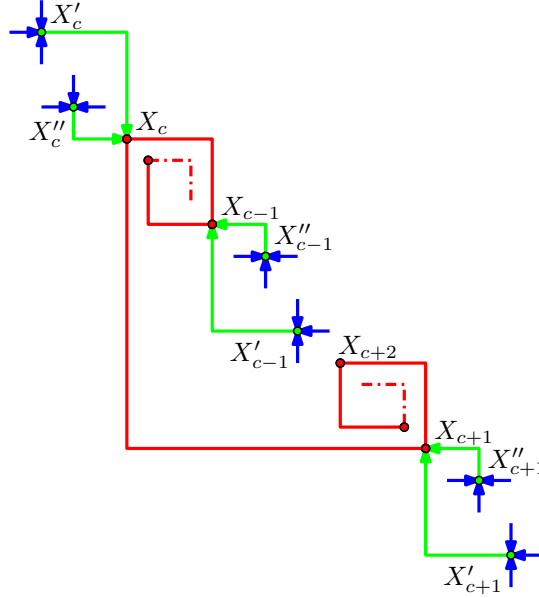 X′_c
X″_c
X_c
X_{c−1}
X″_{c−1}
X′_{c−1}
X_{c+2}
X_{c+1}
X″_{c+1}
X′_{c+1}